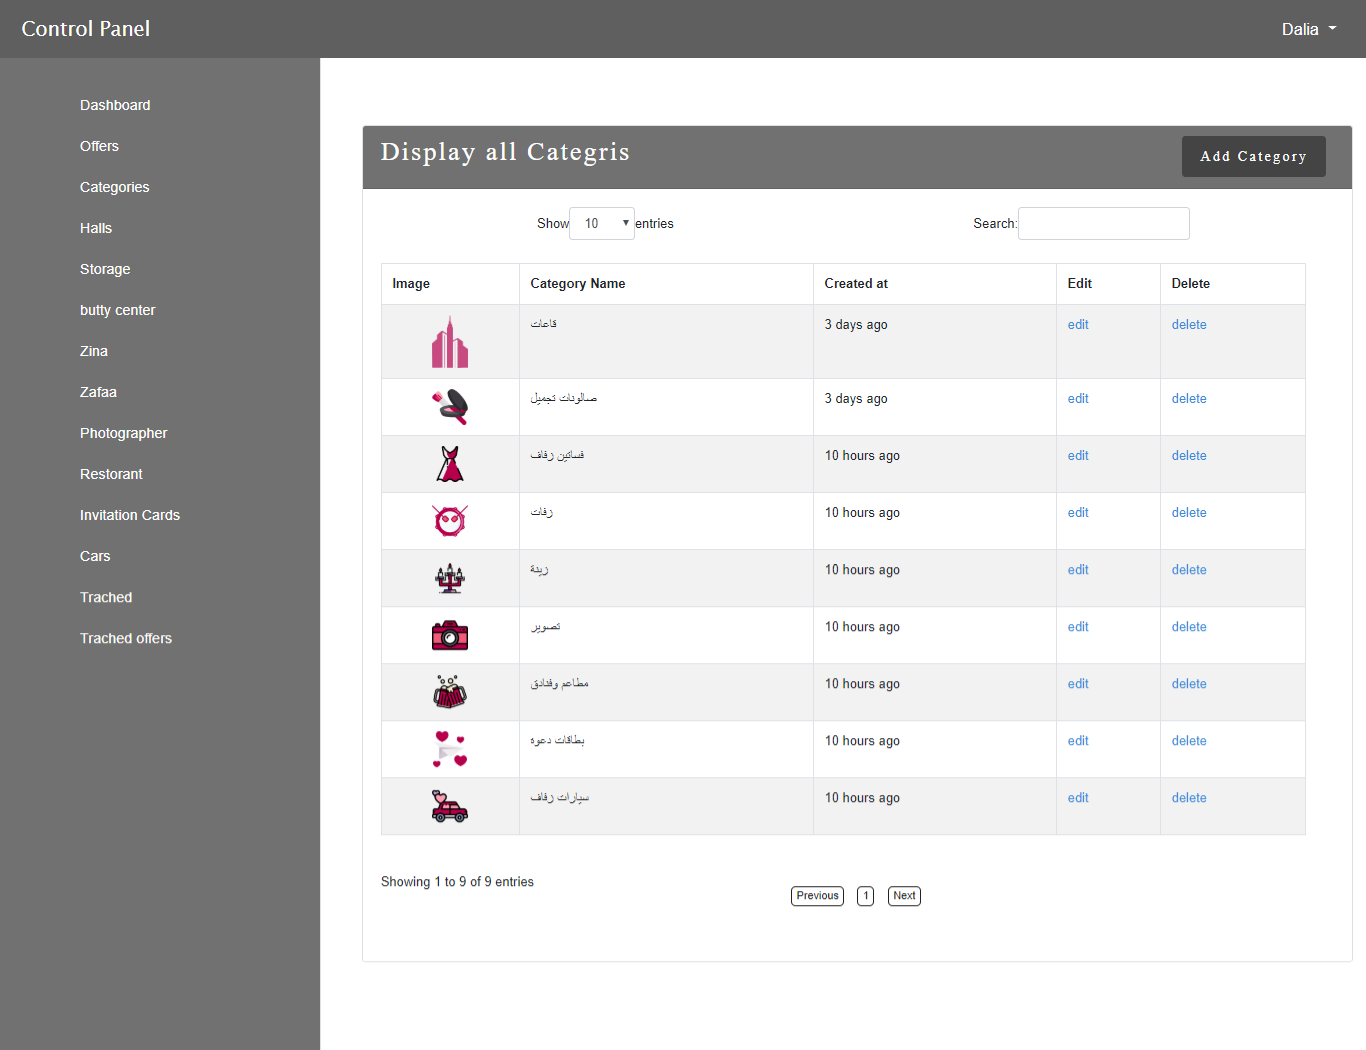 Control Panel
Dalia
Dashboard
Offers
Categories
Halls
Storage
butty center
Zina
Zafaa
Photographer
Restorant
Invitation Cards
Cars
Trached
Trached offers
Display all Categris
Add Category
Show 10 entries
Search:
Image Category Name Created at Edit Delete
قاعات 3 days ago edit delete
صالونات تجميل 3 days ago edit delete
فساتين زفاف 10 hours ago edit delete
زفات 10 hours ago edit delete
زينة 10 hours ago edit delete
تصوير 10 hours ago edit delete
مطاعم وفنادق 10 hours ago edit delete
بطاقات دعوة 10 hours ago edit delete
سيارات زفاف 10 hours ago edit delete
Showing 1 to 9 of 9 entries
Previous 1 Next